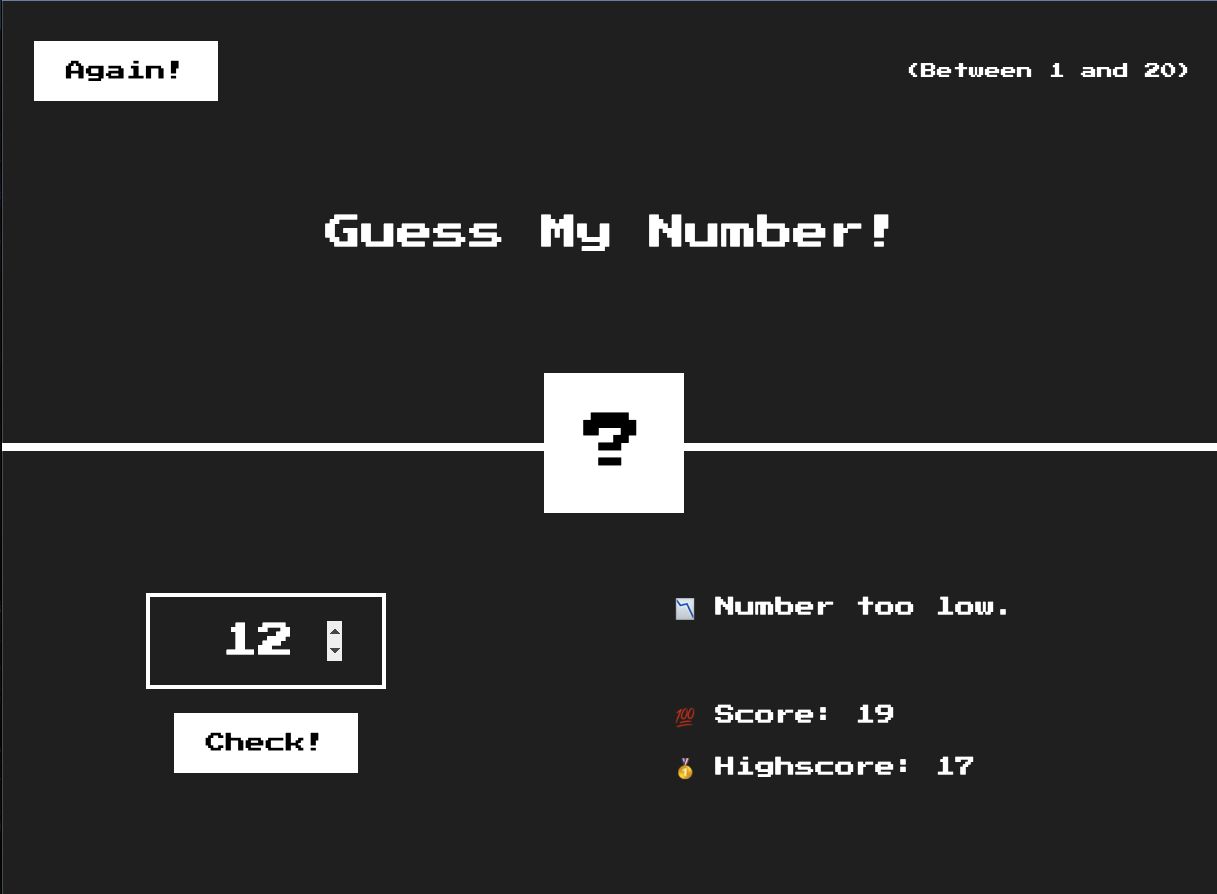 Again!
(Between 1 and 20)
Guess My Number!
?
12
📉 Number too low.
Check!
💯 Score: 19
🥇 Highscore: 17